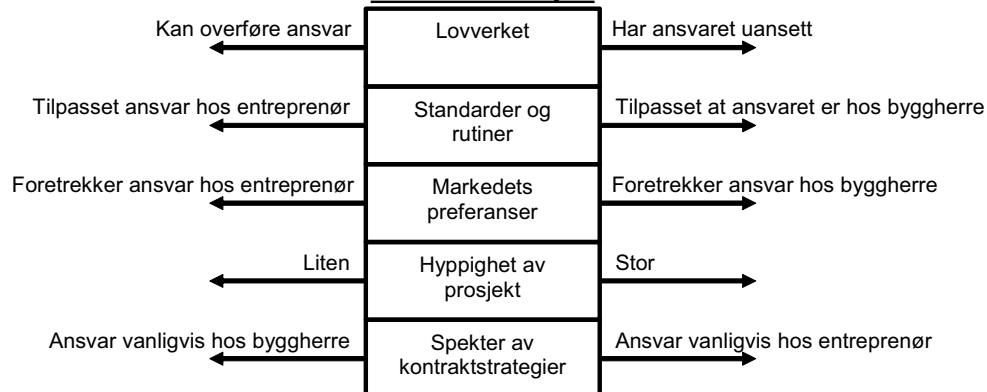 Kan overføre ansvar Lovverket Har ansvaret uansett
Tilpasset ansvar hos entreprenør Standarder og rutiner Tilpasset at ansvaret er hos byggherre
Foretrekker ansvar hos entreprenør Markedets preferanser Foretrekker ansvar hos byggherre
Liten Hyppighet av prosjekt Stor
Ansvar vanligvis hos byggherre Spekter av kontraktstrategier Ansvar vanligvis hos entreprenør